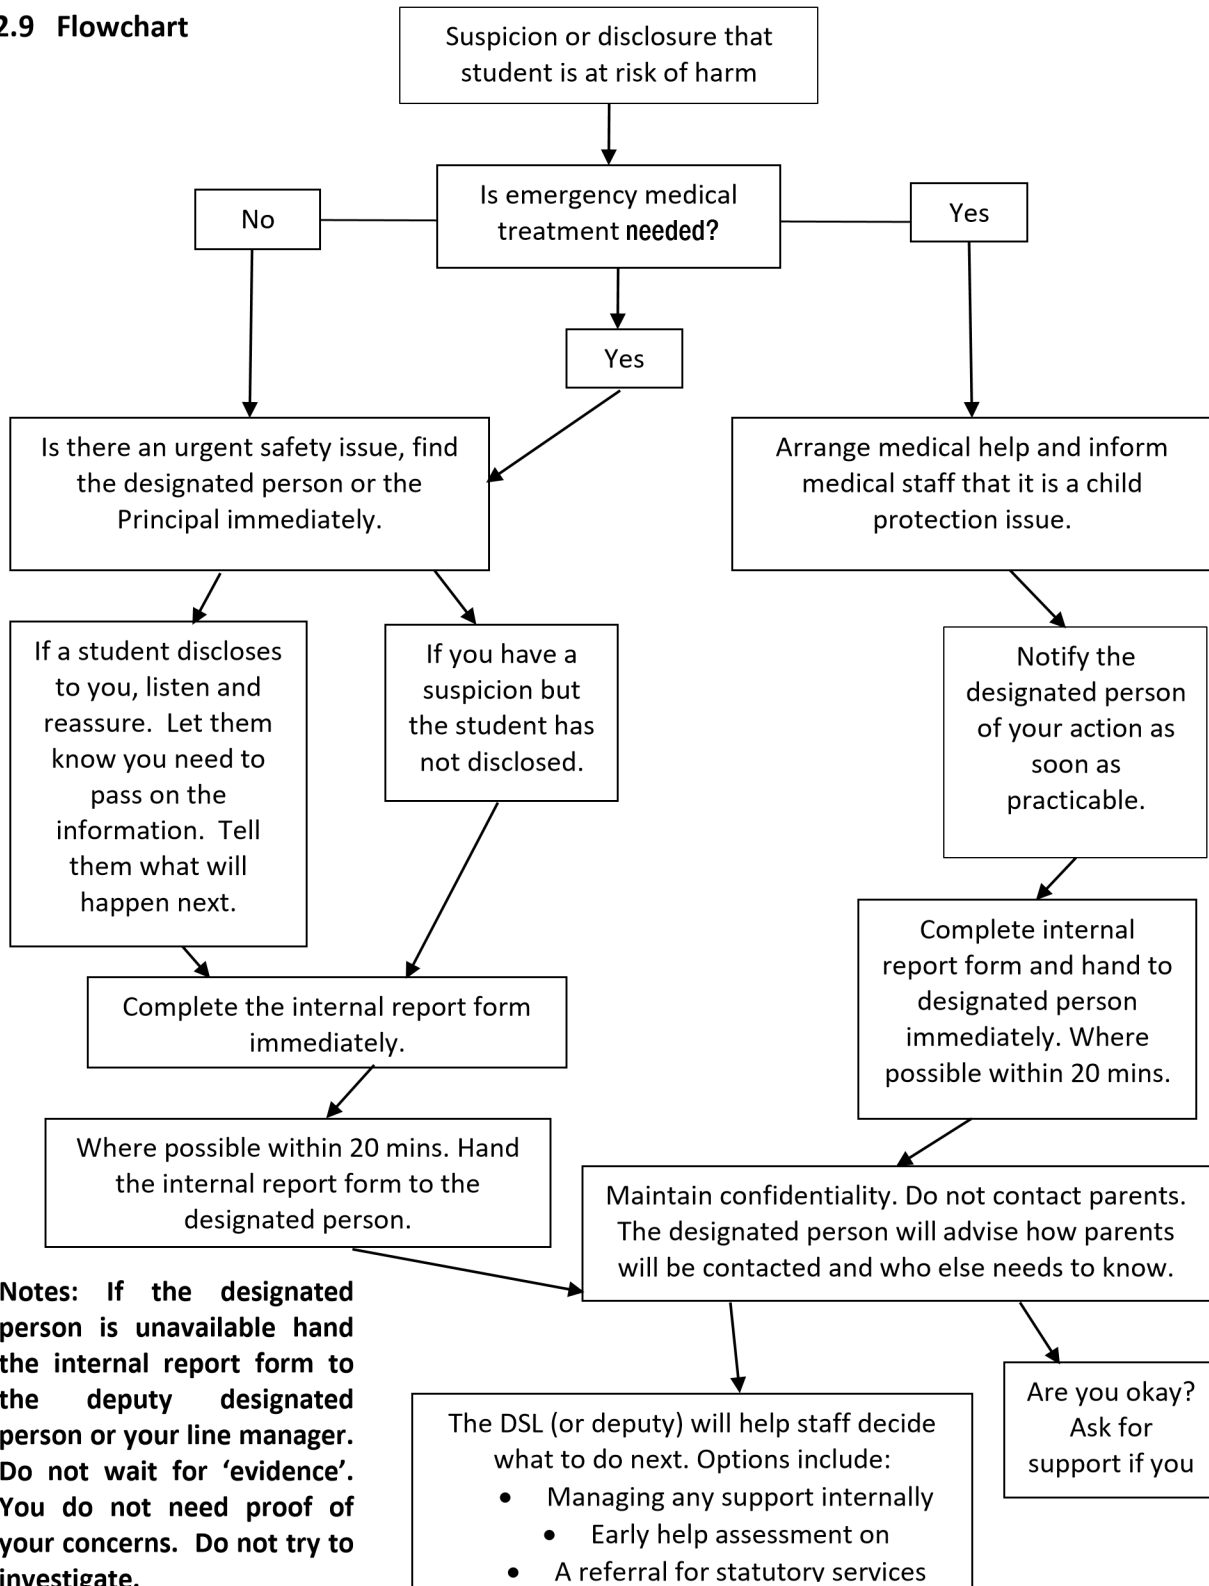 2.9 Flowchart
Suspicion or disclosure that
student is at risk of harm
Is emergency medical
treatment needed?
No
Yes
Yes
Is there an urgent safety issue, find
the designated person or the
Principal immediately.
Arrange medical help and inform
medical staff that it is a child
protection issue.
If a student discloses
to you, listen and
reassure. Let them
know you need to
pass on the
information. Tell
them what will
happen next.
If you have a
suspicion but
the student has
not disclosed.
Notify the
designated person
of your action as
soon as
practicable.
Complete the internal report form
immediately.
Complete internal
report form and hand to
designated person
immediately. Where
possible within 20 mins.
Where possible within 20 mins. Hand
the internal report form to the
designated person.
Maintain confidentiality. Do not contact parents.
The designated person will advise how parents
will be contacted and who else needs to know.
Notes: If the designated
person is unavailable hand
the internal report form to
the deputy designated
person or your line manager.
Do not wait for ‘evidence’.
You do not need proof of
your concerns. Do not try to
investigate.
The DSL (or deputy) will help staff decide
what to do next. Options include:
• Managing any support internally
• Early help assessment on
• A referral for statutory services
Are you okay?
Ask for
support if you